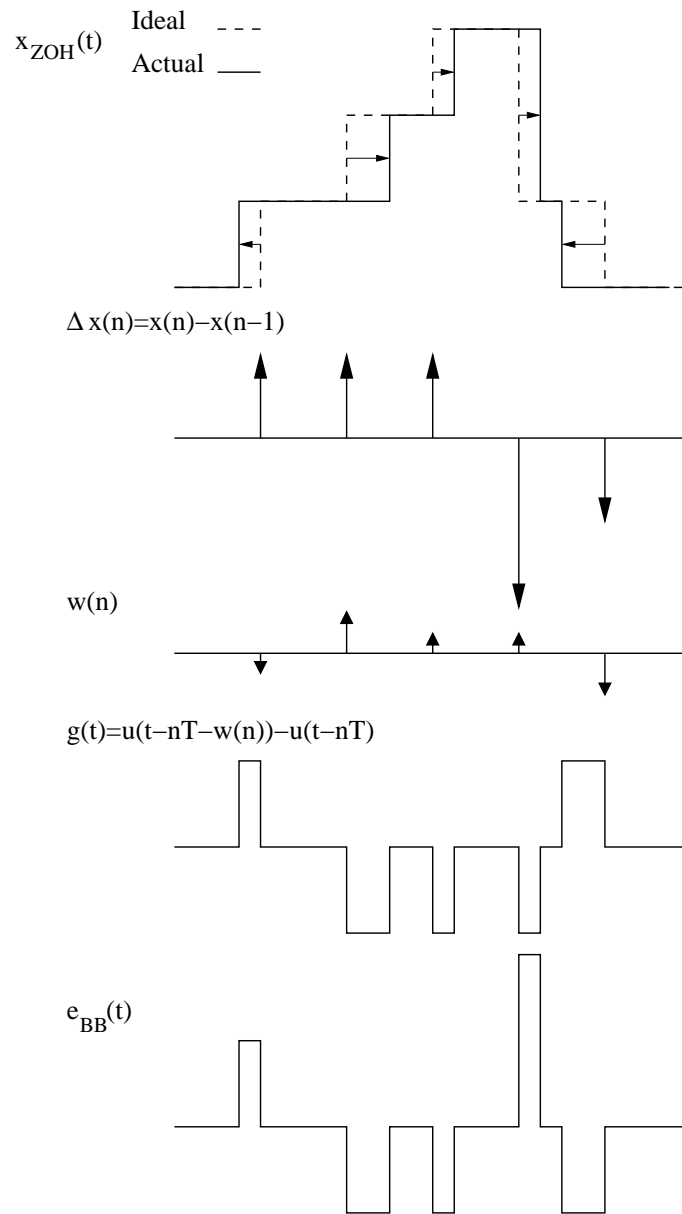 Ideal
x_ZOH(t)
Actual
Δ x(n)=x(n)−x(n−1)
w(n)
g(t)=u(t−nT−w(n))−u(t−nT)
e_BB(t)